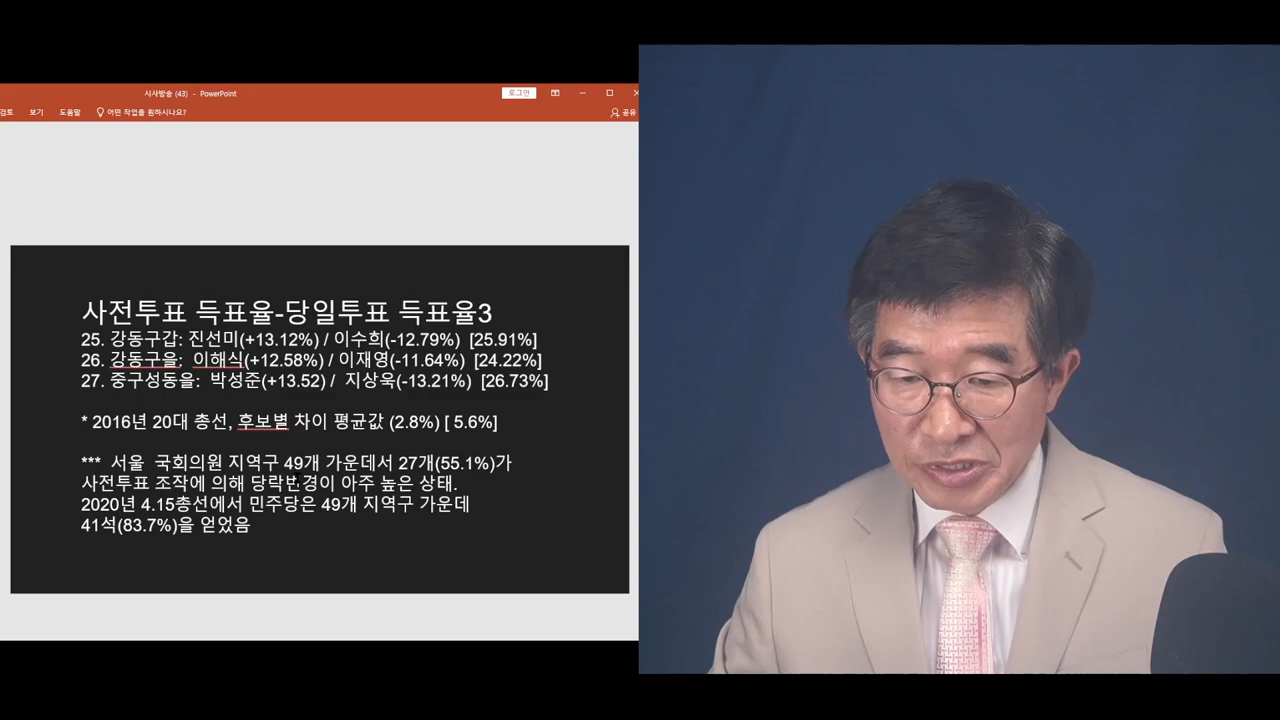 시사방송 (43) - PowerPoint
로그인
검토 보기 도움말 어떤 작업을 원하시나요? 공유
사전투표 득표율-당일투표 득표율3
25. 강동구갑: 진선미(+13.12%) / 이수희(-12.79%) [25.91%]
26. 강동구을: 이해식(+12.58%) / 이재영(-11.64%) [24.22%]
27. 중구성동을: 박성준(+13.52) / 지상욱(-13.21%) [26.73%]
* 2016년 20대 총선, 후보별 차이 평균값 (2.8%) [ 5.6%]
*** 서울 국회의원 지역구 49개 가운데서 27개(55.1%)가
사전투표 조작에 의해 당락변경이 아주 높은 상태.
2020년 4.15총선에서 민주당은 49개 지역구 가운데
41석(83.7%)을 얻었음